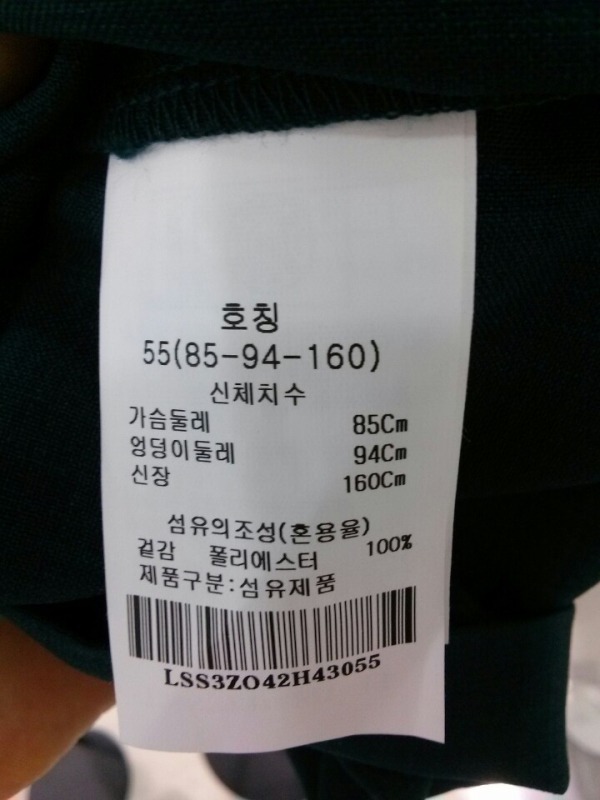 호칭
55(85-94-160)
신체치수
가슴둘레 85Cm
엉덩이둘레 94Cm
신장 160Cm
섬유의조성(혼용율)
겉감 폴리에스터 100%
제품구분:섬유제품
LSS3ZO42H43055